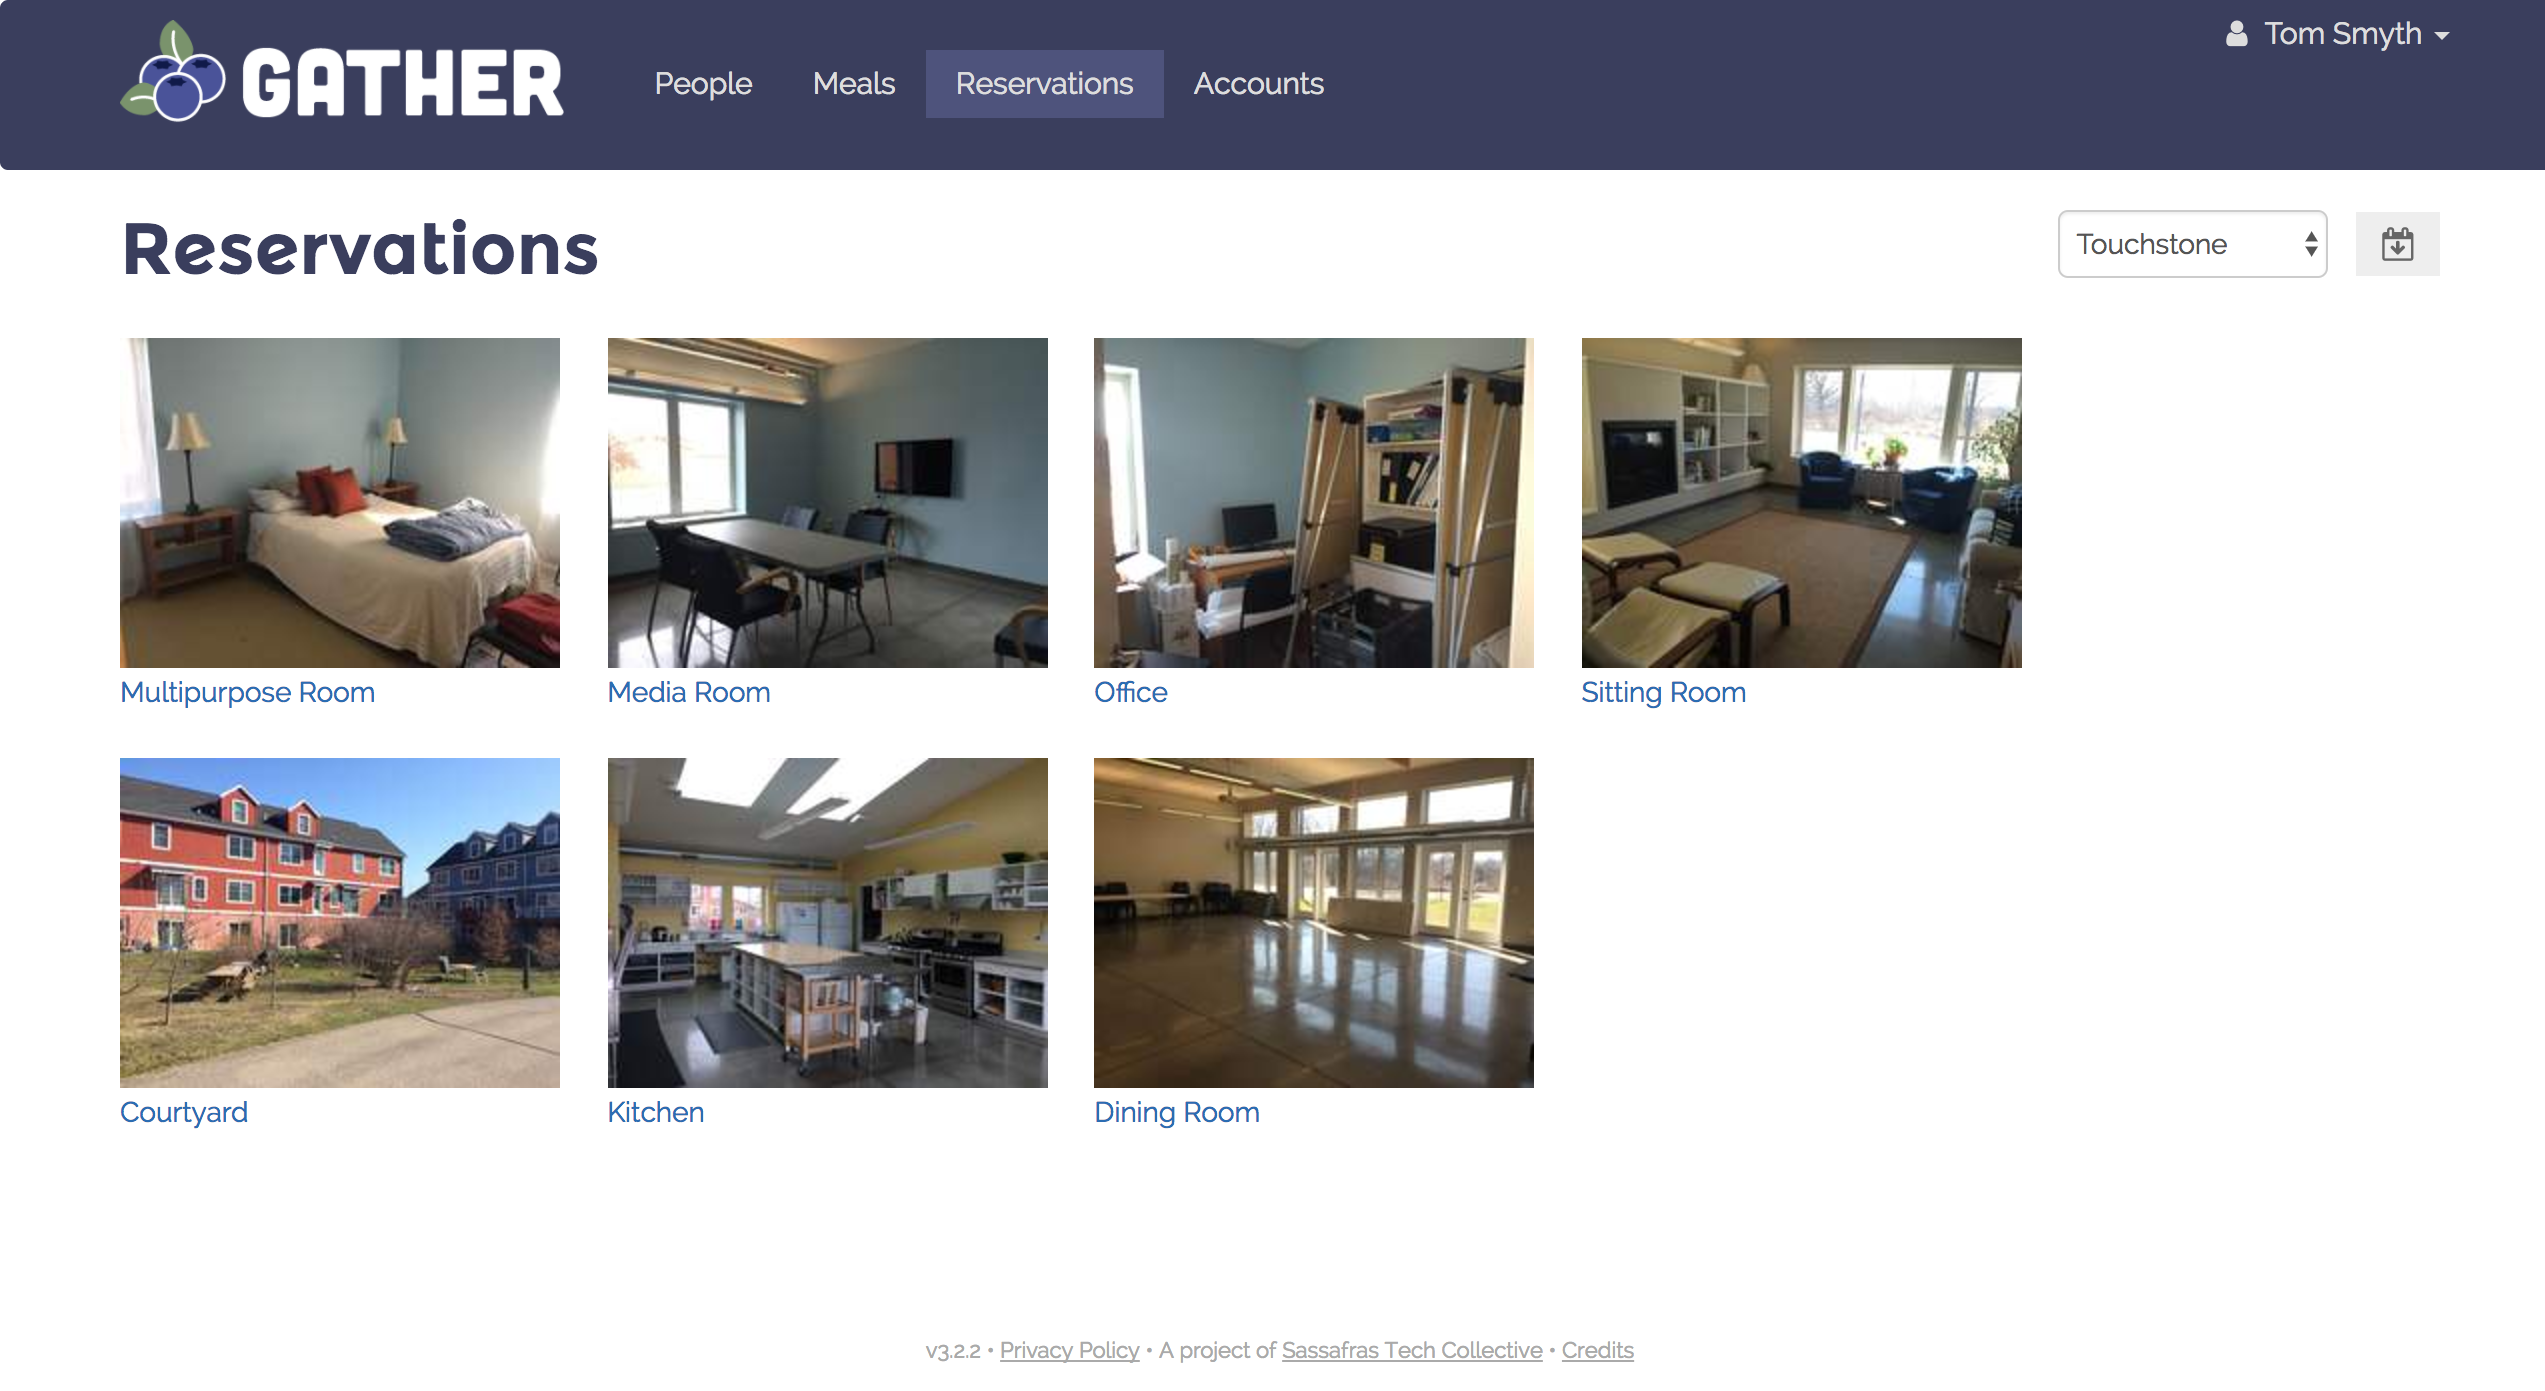 GATHER
People Meals Reservations Accounts
Tom Smyth
Reservations
Touchstone
Multipurpose Room
Media Room
Office
Sitting Room
Courtyard
Kitchen
Dining Room
v3.2.2 • Privacy Policy • A project of Sassafras Tech Collective • Credits